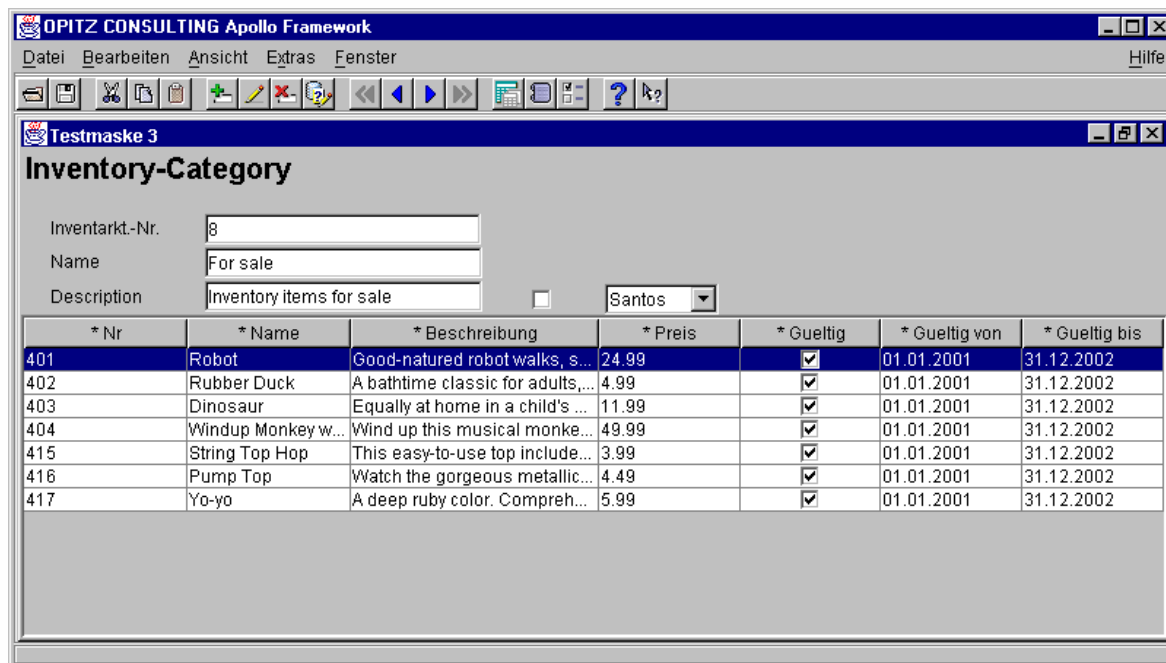 OPITZ CONSULTING Apollo Framework
Datei Bearbeiten Ansicht Extras Fenster Hilfe
Testmaske 3
Inventory-Category
Inventarkt.-Nr. 8
Name For sale
Description Inventory items for sale Santos
* Nr * Name * Beschreibung * Preis * Gueltig * Gueltig von * Gueltig bis
401 Robot Good-natured robot walks, s... 24.99 01.01.2001 31.12.2002
402 Rubber Duck A bathtime classic for adults,... 4.99 01.01.2001 31.12.2002
403 Dinosaur Equally at home in a child's ... 11.99 01.01.2001 31.12.2002
404 Windup Monkey w... Wind up this musical monke... 49.99 01.01.2001 31.12.2002
415 String Top Hop This easy-to-use top include... 3.99 01.01.2001 31.12.2002
416 Pump Top Watch the gorgeous metallic... 4.49 01.01.2001 31.12.2002
417 Yo-yo A deep ruby color. Compreh... 5.99 01.01.2001 31.12.2002